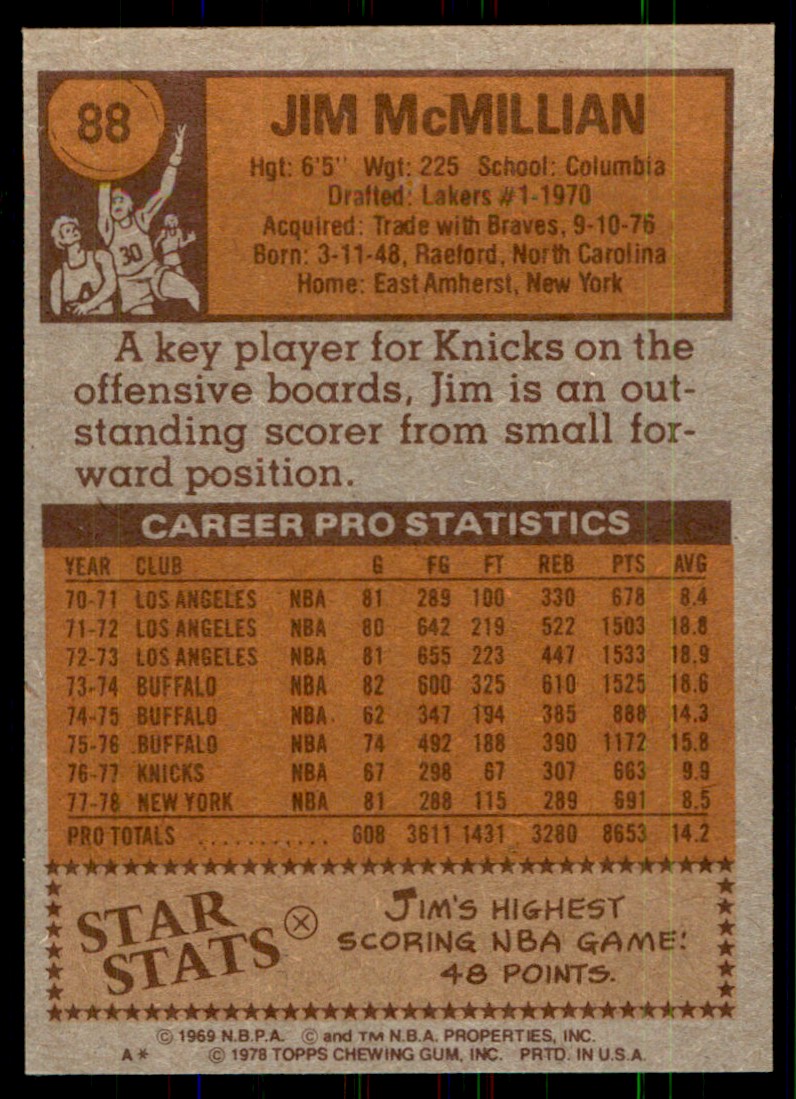 88
JIM McMILLIAN
Hgt: 6'5" Wgt: 225 School: Columbia
Drafted: Lakers #1-1970
Acquired: Trade with Braves, 9-10-76
Born: 3-11-48, Raeford, North Carolina
Home: East Amherst, New York
30
A key player for Knicks on the
offensive boards, Jim is an out-
standing scorer from small for-
ward position.
CAREER PRO STATISTICS
YEAR CLUB G FG FT REB PTS AVG
70-71 LOS ANGELES NBA 81 289 100 330 678 8.4
71-72 LOS ANGELES NBA 80 642 219 522 1503 18.8
72-73 LOS ANGELES NBA 81 655 223 447 1533 18.9
73-74 BUFFALO NBA 82 600 325 610 1525 18.6
74-75 BUFFALO NBA 62 347 194 385 888 14.3
75-76 BUFFALO NBA 74 492 188 390 1172 15.8
76-77 KNICKS NBA 67 298 67 307 663 9.9
77-78 NEW YORK NBA 81 288 115 289 691 8.5
PRO TOTALS ............ 608 3611 1431 3280 8653 14.2
STAR
STATS
JIM'S HIGHEST
SCORING NBA GAME:
48 POINTS.
© 1969 N.B.P.A. © and TM N.B.A. PROPERTIES, INC.
A* © 1978 TOPPS CHEWING GUM, INC. PRTD. IN U.S.A.